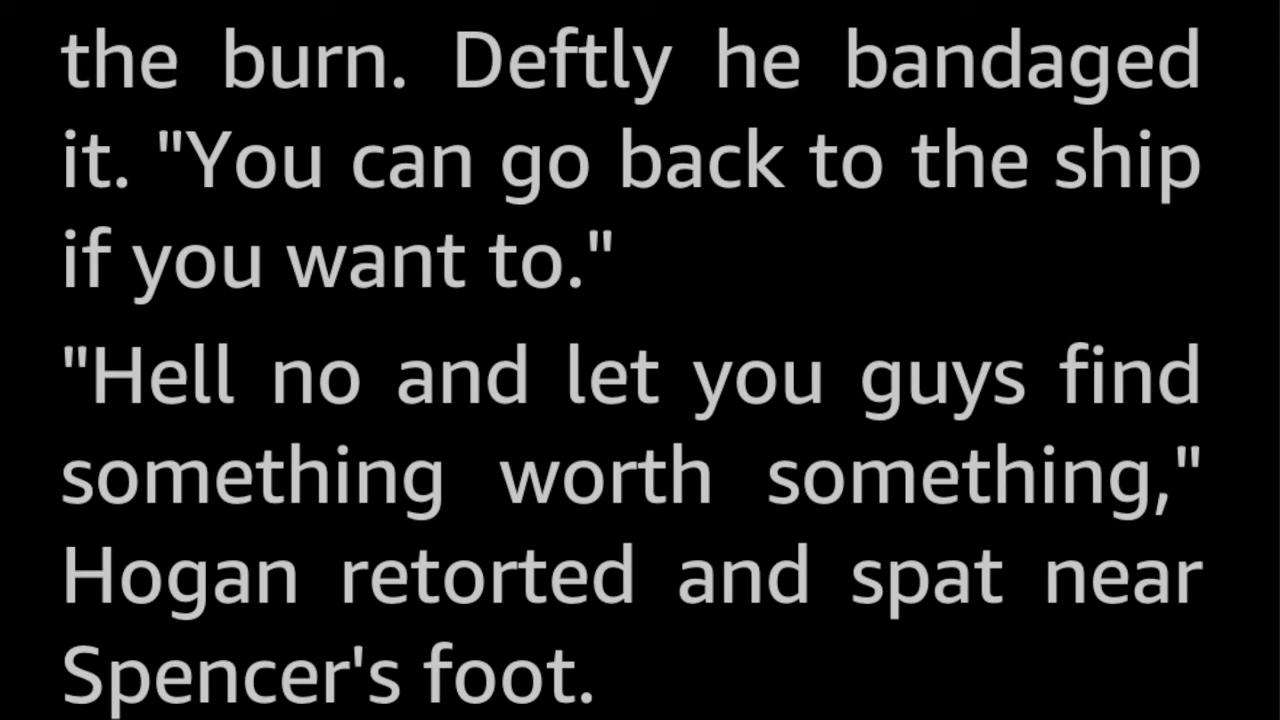 the burn. Deftly he bandaged
it. "You can go back to the ship
if you want to."
"Hell no and let you guys find
something worth something,"
Hogan retorted and spat near
Spencer's foot.